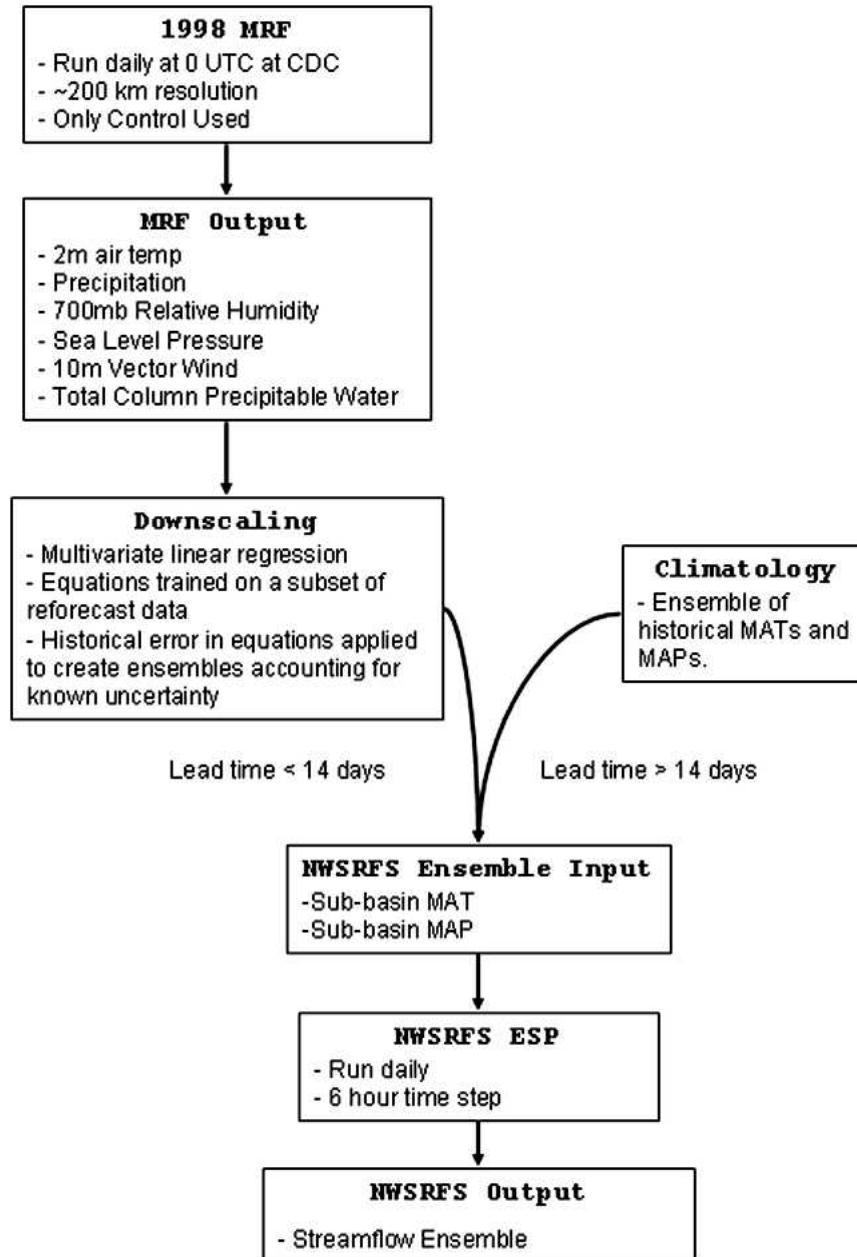 1998 MRF
- Run daily at 0 UTC at CDC
- ~200 km resolution
- Only Control Used
MRF Output
- 2m air temp
- Precipitation
- 700mb Relative Humidity
- Sea Level Pressure
- 10m Vector Wind
- Total Column Precipitable Water
Downscaling
- Multivariate linear regression
- Equations trained on a subset of
reforecast data
- Historical error in equations applied
to create ensembles accounting for
known uncertainty
Climatology
- Ensemble of
historical MATs and
MAPs.
Lead time < 14 days
Lead time > 14 days
NWSRFS Ensemble Input
-Sub-basin MAT
-Sub-basin MAP
NWSRFS ESP
- Run daily
- 6 hour time step
NWSRFS Output
- Streamflow Ensemble